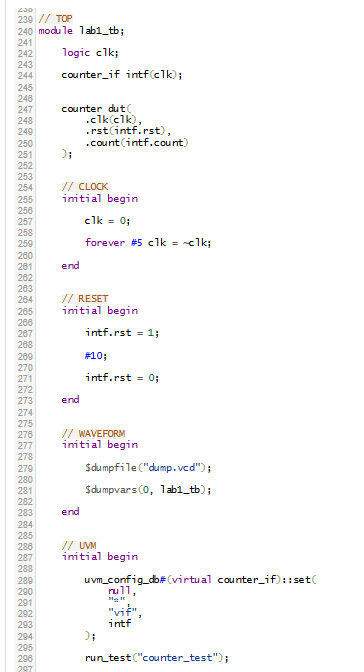 238
239 // TOP
240 module lab1_tb;
241
242 logic clk;
243
244 counter_if intf(clk);
245
246
247 counter dut(
248 .clk(clk),
249 .rst(intf.rst),
250 .count(intf.count)
251 );
252
253
254 // CLOCK
255 initial begin
256
257 clk = 0;
258
259 forever #5 clk = ~clk;
260
261 end
262
263
264 // RESET
265 initial begin
266
267 intf.rst = 1;
268
269 #10;
270
271 intf.rst = 0;
272
273 end
274
275
276 // WAVEFORM
277 initial begin
278
279 $dumpfile("dump.vcd");
280
281 $dumpvars(0, lab1_tb);
282
283 end
284
285
286 // UVM
287 initial begin
288
289 uvm_config_db#(virtual counter_if)::set(
290 null,
291 "*",
292 "vif",
293 intf
294 );
295
296 run_test("counter_test");